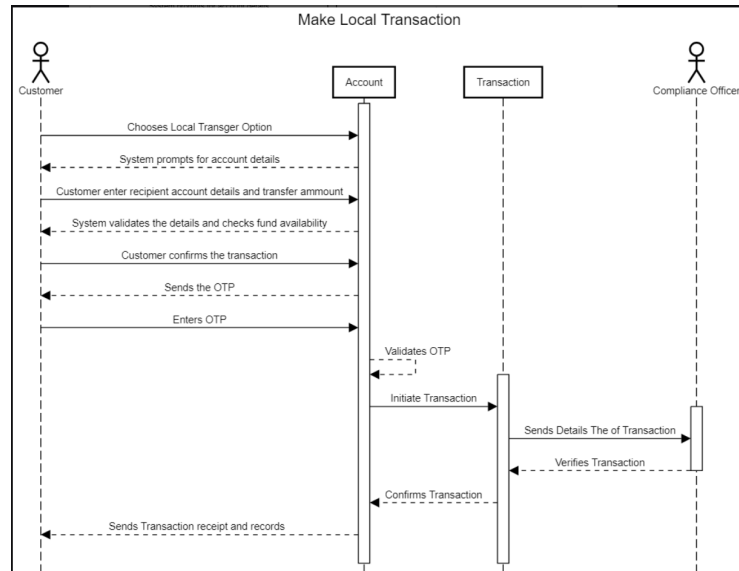 Make Local Transaction
Customer
Account
Transaction
Compliance Officer
Chooses Local Transger Option
System prompts for account details
Customer enter recipient account details and transfer ammount
System validates the details and checks fund availability
Customer confirms the transaction
Sends the OTP
Enters OTP
Validates OTP
Initiate Transaction
Sends Details The of Transaction
Verifies Transaction
Confirms Transaction
Sends Transaction receipt and records